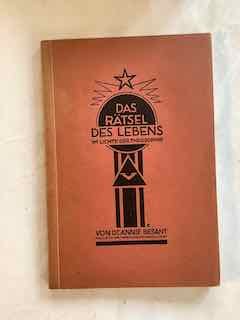 DAS
RÄTSEL
DES LEBENS
IM LICHTE DER THEOSOPHIE
VON DR ANNIE BESANT